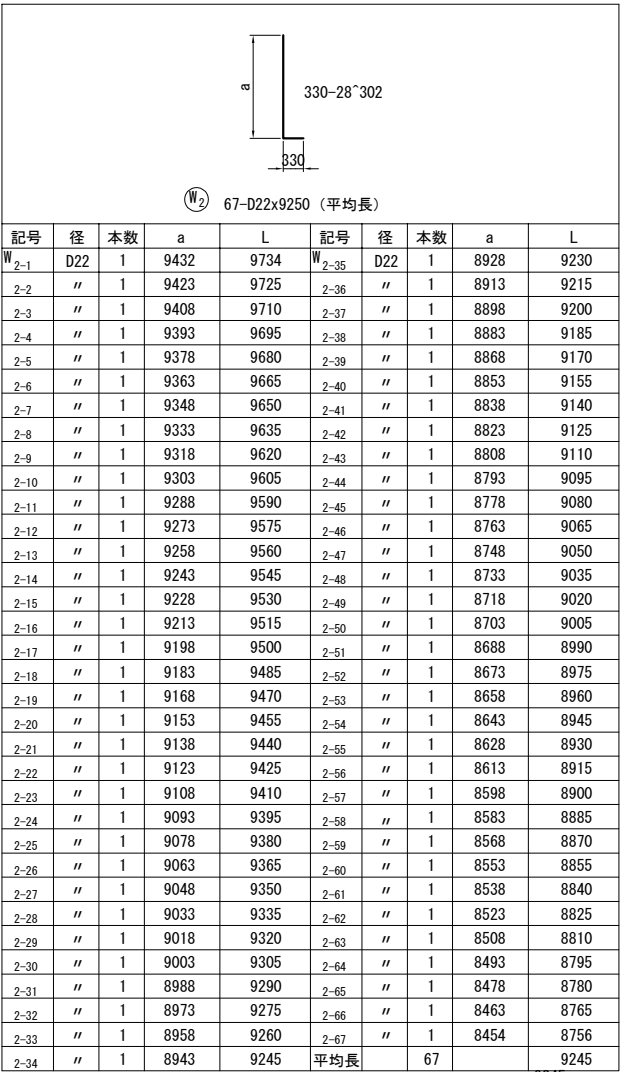 a
330-28^302
330
W2 67-D22x9250 (平均長)
記号 径 本数 a L 記号 径 本数 a L
W2-1 D22 1 9432 9734 W2-35 D22 1 8928 9230
2-2 〃 1 9423 9725 2-36 〃 1 8913 9215
2-3 〃 1 9408 9710 2-37 〃 1 8898 9200
2-4 〃 1 9393 9695 2-38 〃 1 8883 9185
2-5 〃 1 9378 9680 2-39 〃 1 8868 9170
2-6 〃 1 9363 9665 2-40 〃 1 8853 9155
2-7 〃 1 9348 9650 2-41 〃 1 8838 9140
2-8 〃 1 9333 9635 2-42 〃 1 8823 9125
2-9 〃 1 9318 9620 2-43 〃 1 8808 9110
2-10 〃 1 9303 9605 2-44 〃 1 8793 9095
2-11 〃 1 9288 9590 2-45 〃 1 8778 9080
2-12 〃 1 9273 9575 2-46 〃 1 8763 9065
2-13 〃 1 9258 9560 2-47 〃 1 8748 9050
2-14 〃 1 9243 9545 2-48 〃 1 8733 9035
2-15 〃 1 9228 9530 2-49 〃 1 8718 9020
2-16 〃 1 9213 9515 2-50 〃 1 8703 9005
2-17 〃 1 9198 9500 2-51 〃 1 8688 8990
2-18 〃 1 9183 9485 2-52 〃 1 8673 8975
2-19 〃 1 9168 9470 2-53 〃 1 8658 8960
2-20 〃 1 9153 9455 2-54 〃 1 8643 8945
2-21 〃 1 9138 9440 2-55 〃 1 8628 8930
2-22 〃 1 9123 9425 2-56 〃 1 8613 8915
2-23 〃 1 9108 9410 2-57 〃 1 8598 8900
2-24 〃 1 9093 9395 2-58 〃 1 8583 8885
2-25 〃 1 9078 9380 2-59 〃 1 8568 8870
2-26 〃 1 9063 9365 2-60 〃 1 8553 8855
2-27 〃 1 9048 9350 2-61 〃 1 8538 8840
2-28 〃 1 9033 9335 2-62 〃 1 8523 8825
2-29 〃 1 9018 9320 2-63 〃 1 8508 8810
2-30 〃 1 9003 9305 2-64 〃 1 8493 8795
2-31 〃 1 8988 9290 2-65 〃 1 8478 8780
2-32 〃 1 8973 9275 2-66 〃 1 8463 8765
2-33 〃 1 8958 9260 2-67 〃 1 8454 8756
2-34 〃 1 8943 9245 平均長 67 9245